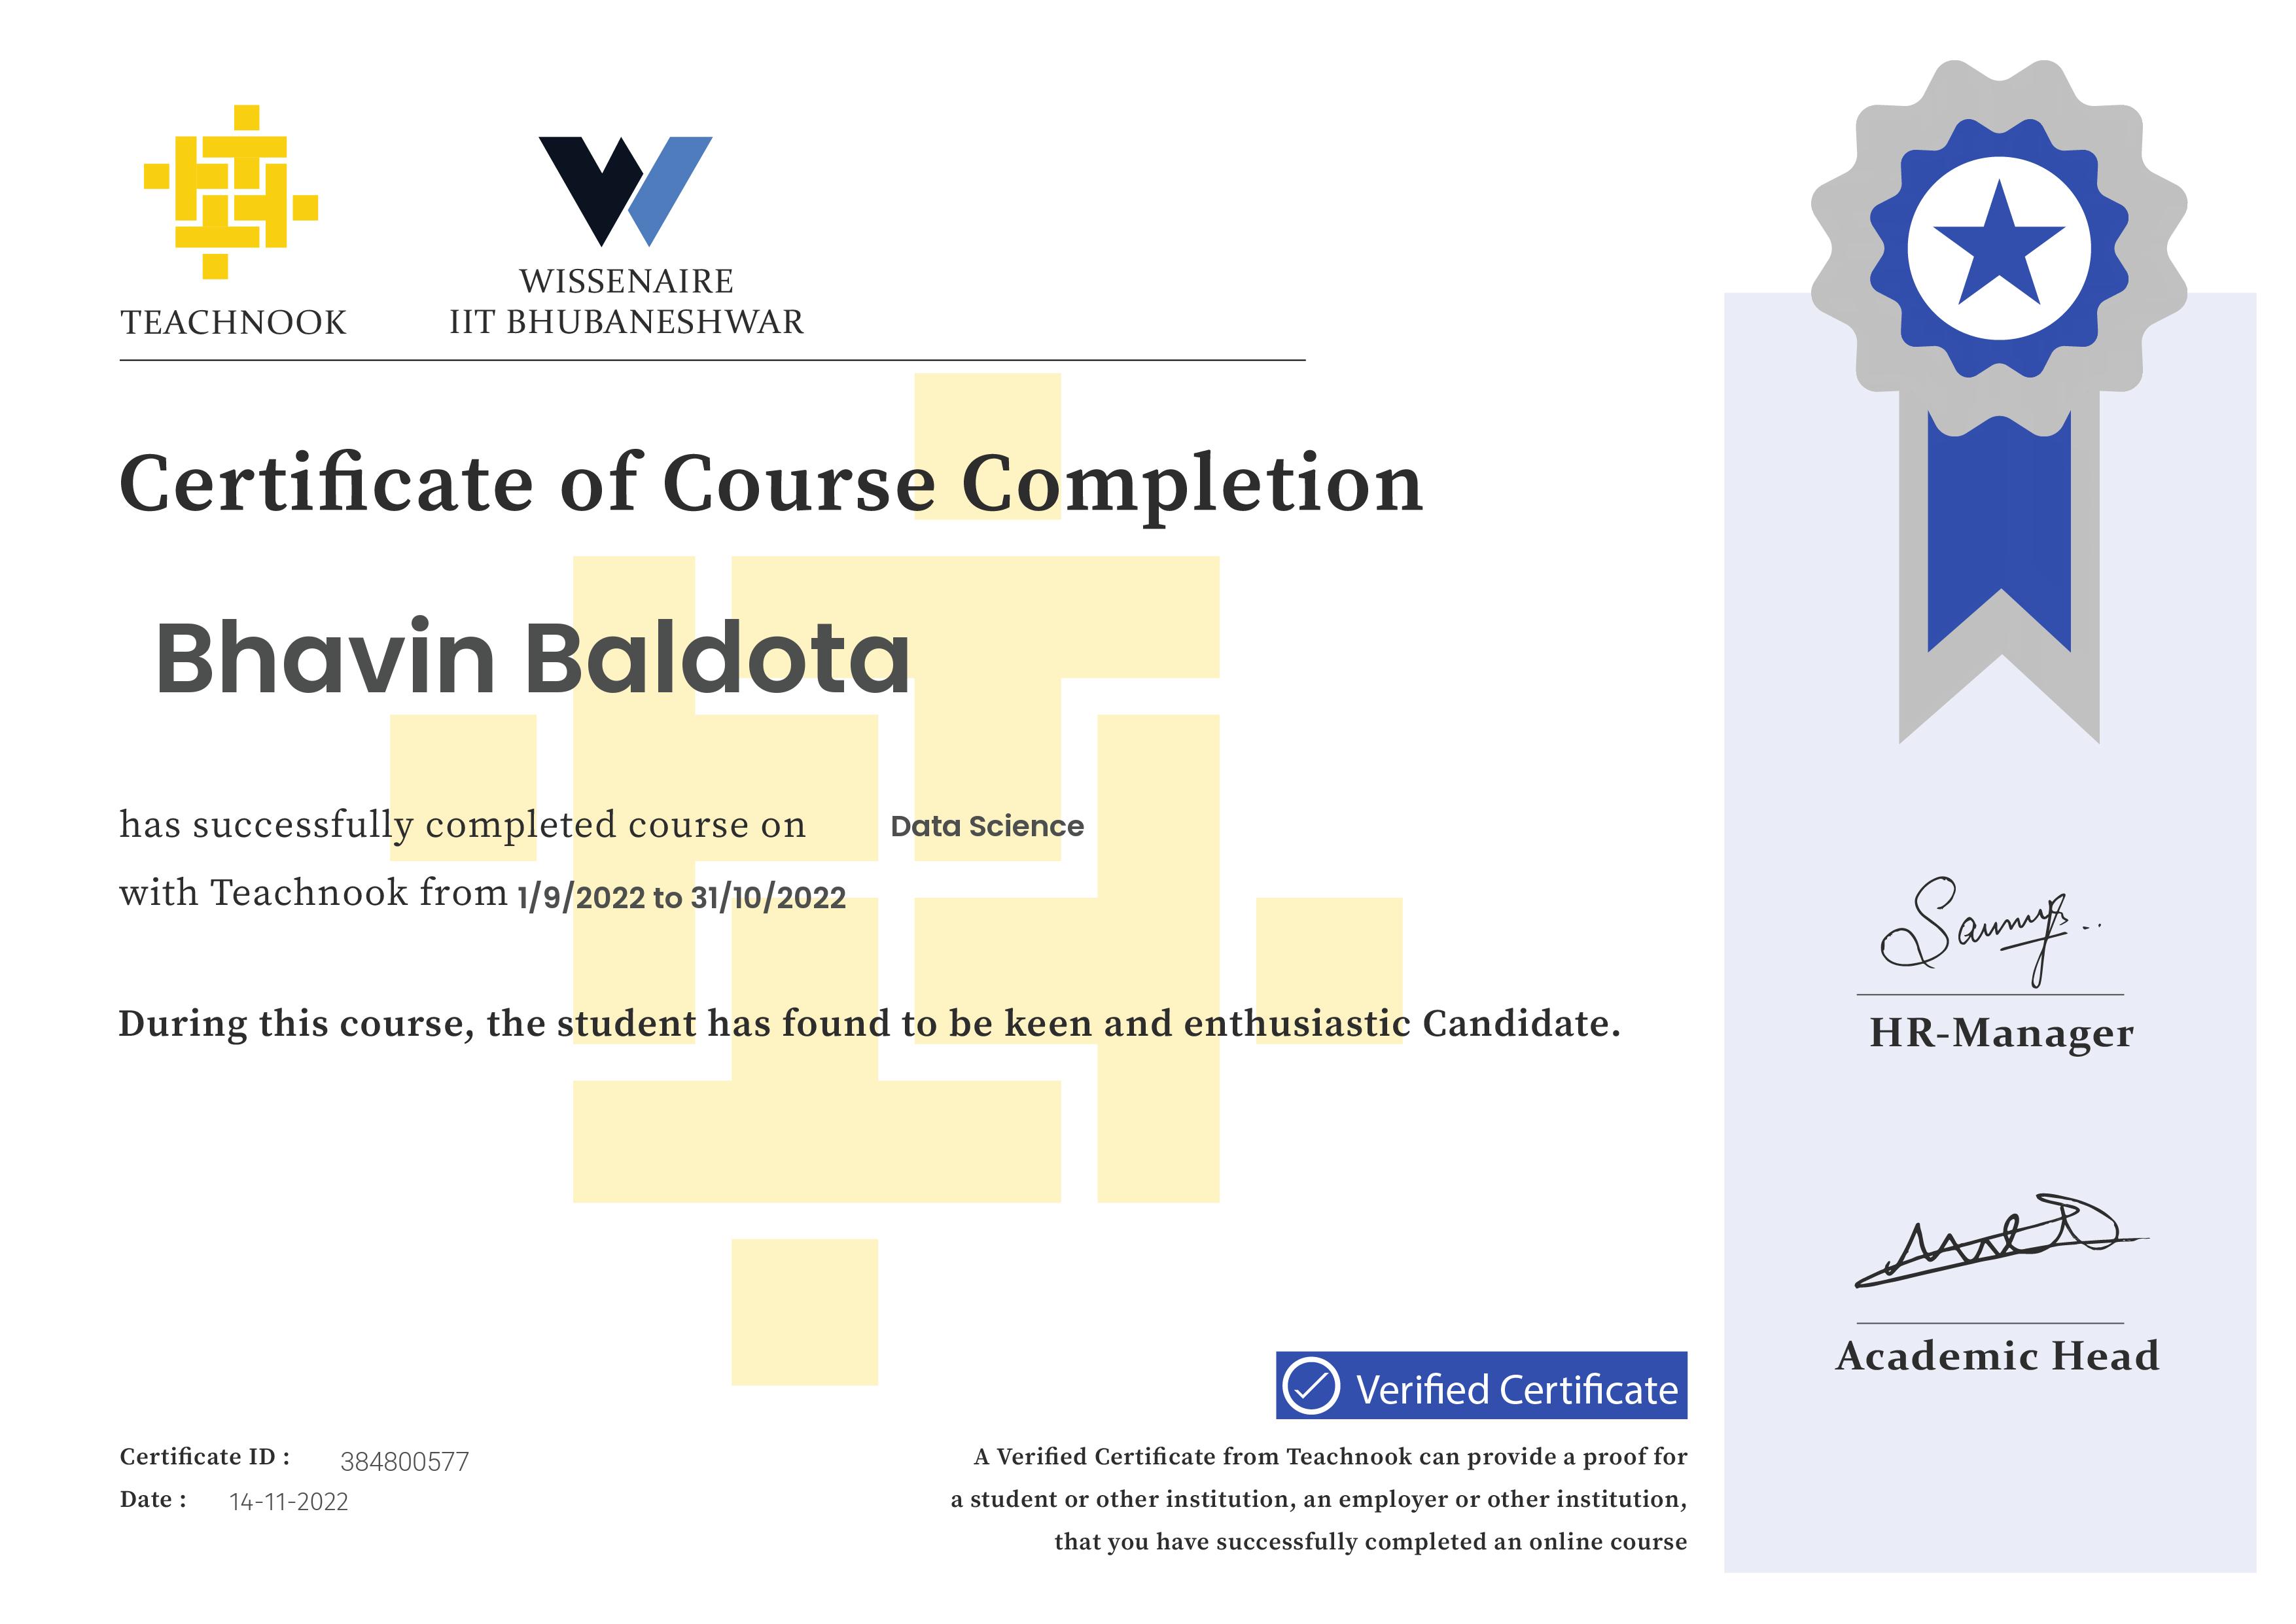 TEACHNOOK
WISSENAIRE
IIT BHUBANESHWAR
Certificate of Course Completion
Bhavin Baldota
has successfully completed course on Data Science
with Teachnook from 1/9/2022 to 31/10/2022
During this course, the student has found to be keen and enthusiastic Candidate.
HR-Manager
Academic Head
Verified Certificate
Certificate ID : 384800577
Date : 14-11-2022
A Verified Certificate from Teachnook can provide a proof for
a student or other institution, an employer or other institution,
that you have successfully completed an online course